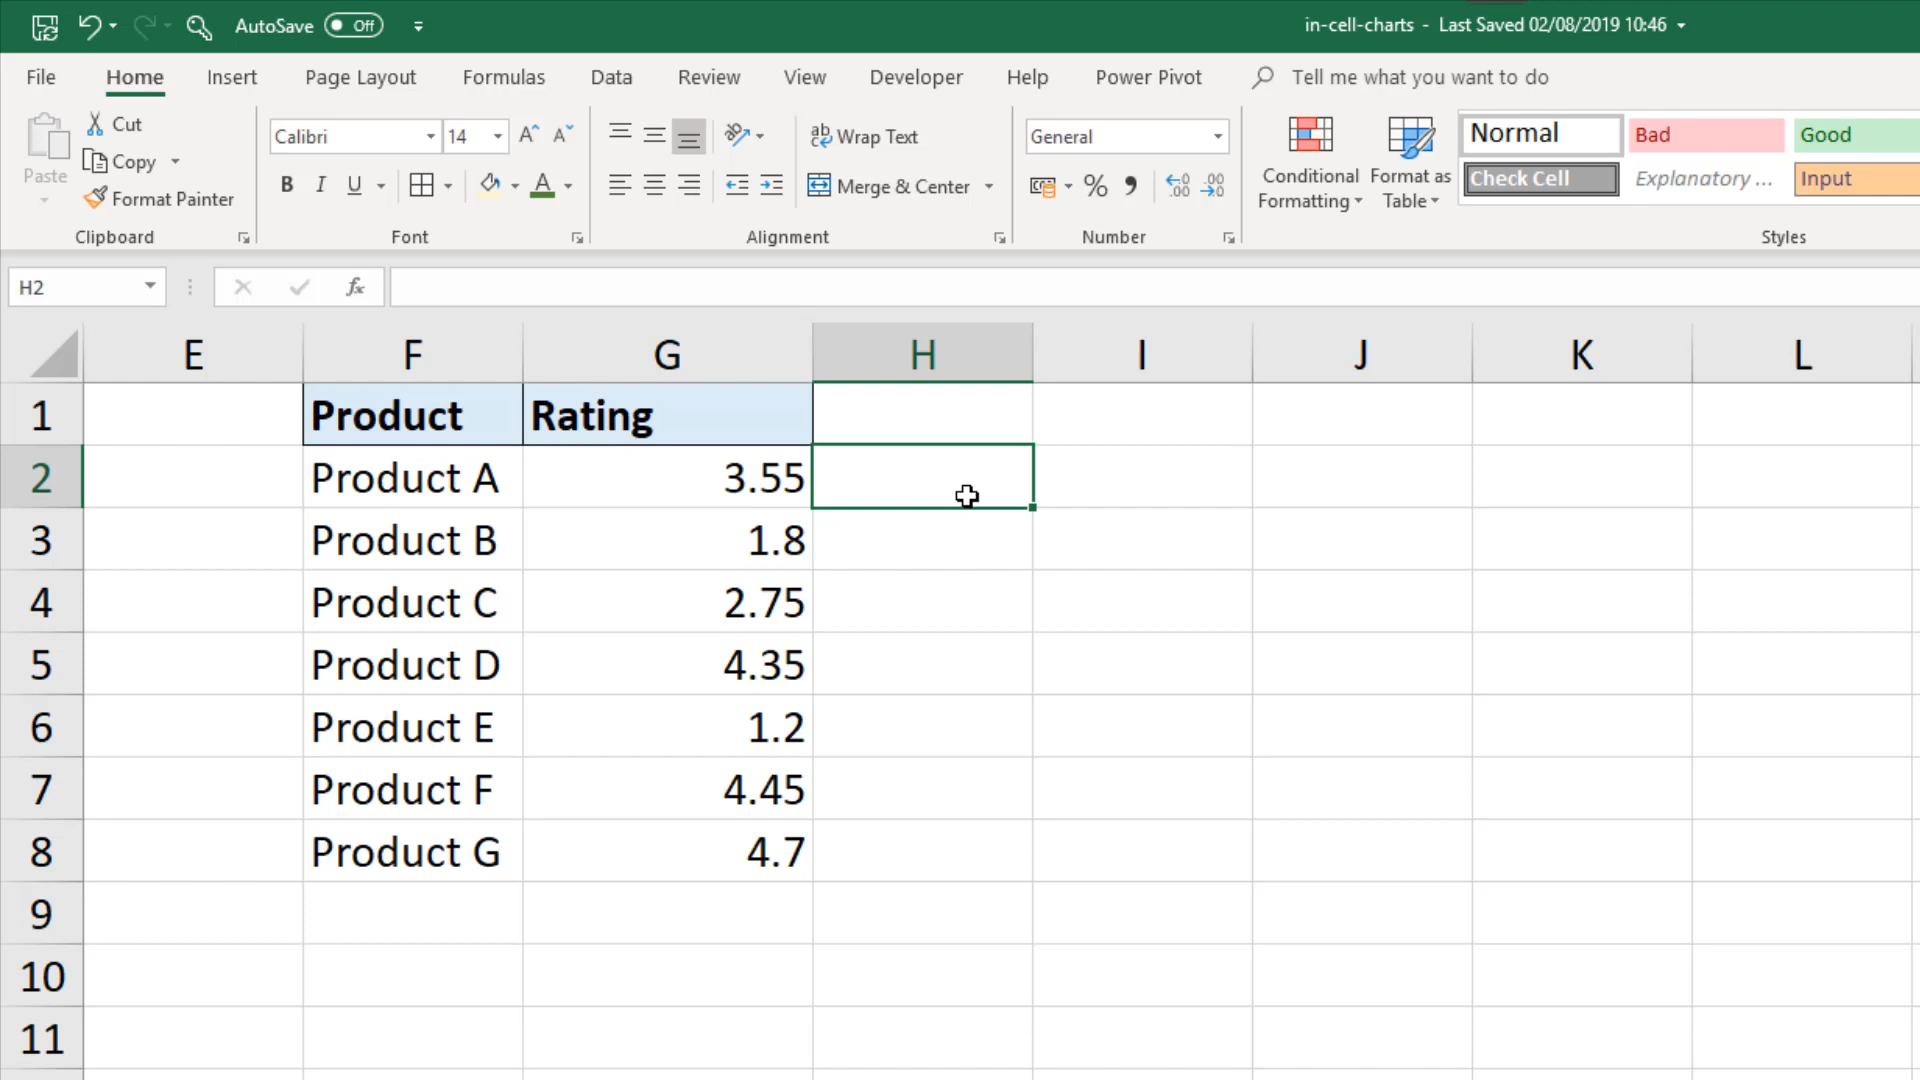 AutoSave Off in-cell-charts - Last Saved 02/08/2019 10:46
File Home Insert Page Layout Formulas Data Review View Developer Help Power Pivot Tell me what you want to do
Paste
Cut
Copy
Format Painter
Clipboard
Calibri 14
B I U A
Font
ab Wrap Text
Merge & Center
Alignment
General
% 
Number
Conditional Formatting
Format as Table
Normal Bad Good
Check Cell Explanatory ... Input
Styles
H2 fx
E F G H I J K L
1 Product Rating
2 Product A 3.55
3 Product B 1.8
4 Product C 2.75
5 Product D 4.35
6 Product E 1.2
7 Product F 4.45
8 Product G 4.7
9
10
11